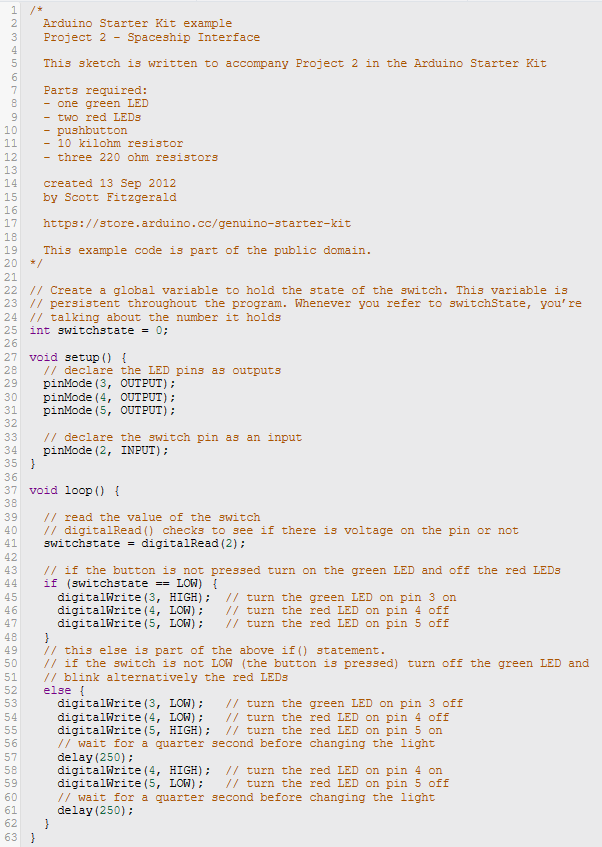 1 /*
2   Arduino Starter Kit example
3   Project 2 - Spaceship Interface
4
5   This sketch is written to accompany Project 2 in the Arduino Starter Kit
6
7   Parts required:
8   - one green LED
9   - two red LEDs
10   - pushbutton
11   - 10 kilohm resistor
12   - three 220 ohm resistors
13
14   created 13 Sep 2012
15   by Scott Fitzgerald
16
17   https://store.arduino.cc/genuino-starter-kit
18
19   This example code is part of the public domain.
20 */
21
22 // Create a global variable to hold the state of the switch. This variable is
23 // persistent throughout the program. Whenever you refer to switchState, you’re
24 // talking about the number it holds
25 int switchstate = 0;
26
27 void setup() {
28   // declare the LED pins as outputs
29   pinMode(3, OUTPUT);
30   pinMode(4, OUTPUT);
31   pinMode(5, OUTPUT);
32
33   // declare the switch pin as an input
34   pinMode(2, INPUT);
35 }
36
37 void loop() {
38
39   // read the value of the switch
40   // digitalRead() checks to see if there is voltage on the pin or not
41   switchstate = digitalRead(2);
42
43   // if the button is not pressed turn on the green LED and off the red LEDs
44   if (switchstate == LOW) {
45     digitalWrite(3, HIGH);  // turn the green LED on pin 3 on
46     digitalWrite(4, LOW);   // turn the red LED on pin 4 off
47     digitalWrite(5, LOW);   // turn the red LED on pin 5 off
48   }
49   // this else is part of the above if() statement.
50   // if the switch is not LOW (the button is pressed) turn off the green LED and
51   // blink alternatively the red LEDs
52   else {
53     digitalWrite(3, LOW);   // turn the green LED on pin 3 off
54     digitalWrite(4, LOW);   // turn the red LED on pin 4 off
55     digitalWrite(5, HIGH);  // turn the red LED on pin 5 on
56     // wait for a quarter second before changing the light
57     delay(250);
58     digitalWrite(4, HIGH);  // turn the red LED on pin 4 on
59     digitalWrite(5, LOW);   // turn the red LED on pin 5 off
60     // wait for a quarter second before changing the light
61     delay(250);
62   }
63 }